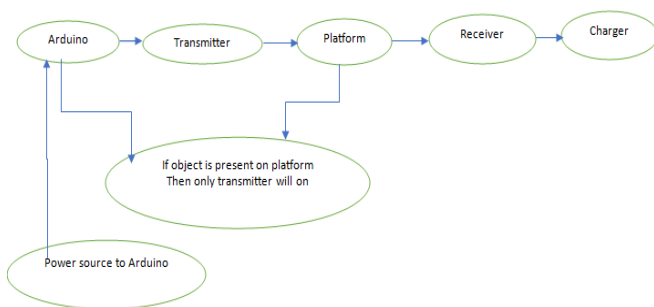 Arduino
Transmitter
Platform
Receiver
Charger
If object is present on platform
Then only transmitter will on
Power source to Arduino